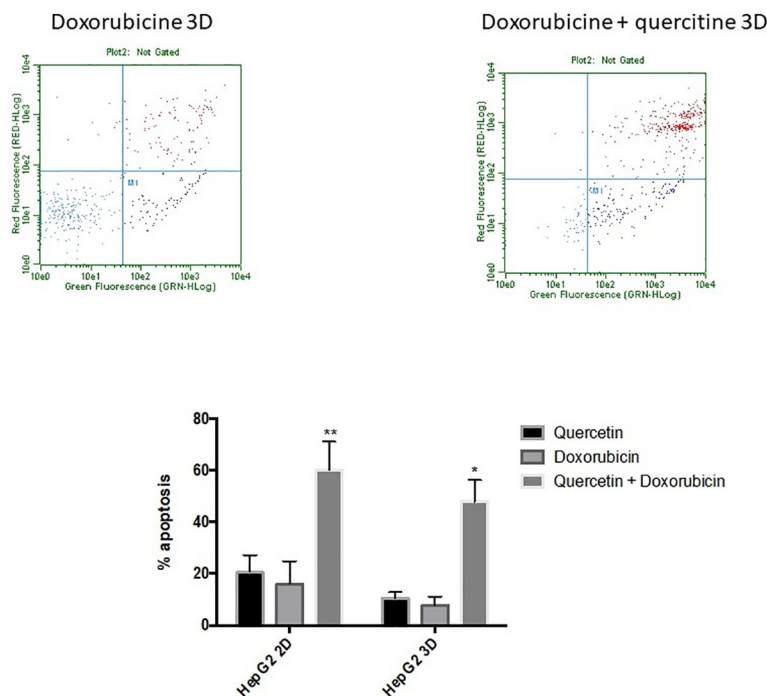 Doxorubicine 3D
Doxorubicine + quercitine 3D
Plot2: Not Gated
Red Fluorescence (RED-HLog)
10e4
10e3
10e2
10e1
10e0
M1
10e0 10e1 10e2 10e3 10e4
Green Fluorescence (GRN-HLog)
Plot2: Not Gated
Red Fluorescence (RED-HLog)
10e4
10e3
10e2
10e1
10e0
M1
10e0 10e1 10e2 10e3 10e4
Green Fluorescence (GRN-HLog)
% apoptosis
80
60
40
20
0
**
*
HepG2 2D
HepG2 3D
Quercetin
Doxorubicin
Quercetin + Doxorubicin